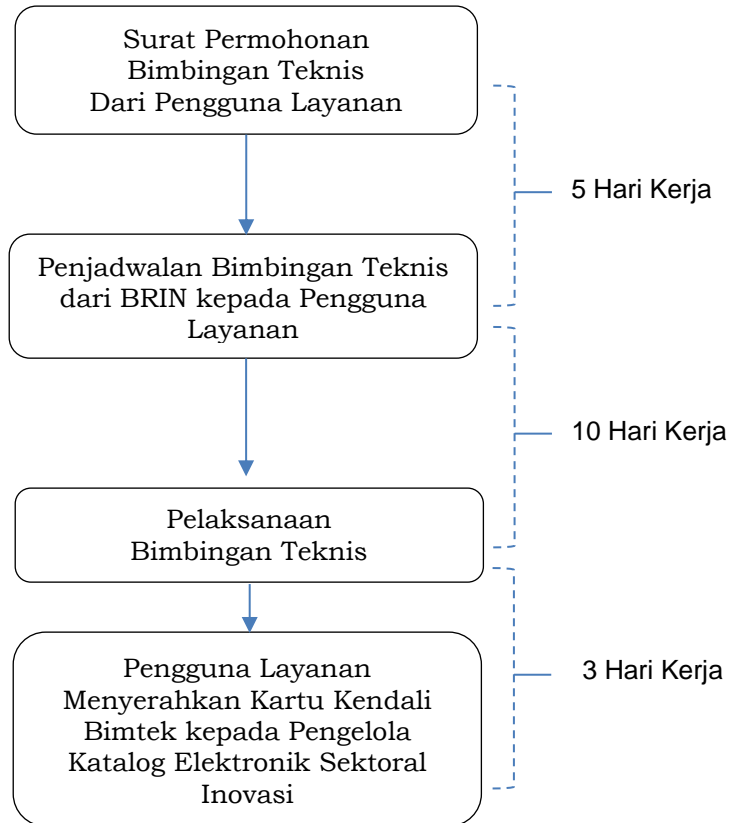 Surat Permohonan
Bimbingan Teknis
Dari Pengguna Layanan
5 Hari Kerja
Penjadwalan Bimbingan Teknis
dari BRIN kepada Pengguna
Layanan
10 Hari Kerja
Pelaksanaan
Bimbingan Teknis
3 Hari Kerja
Pengguna Layanan
Menyerahkan Kartu Kendali
Bimtek kepada Pengelola
Katalog Elektronik Sektoral
Inovasi